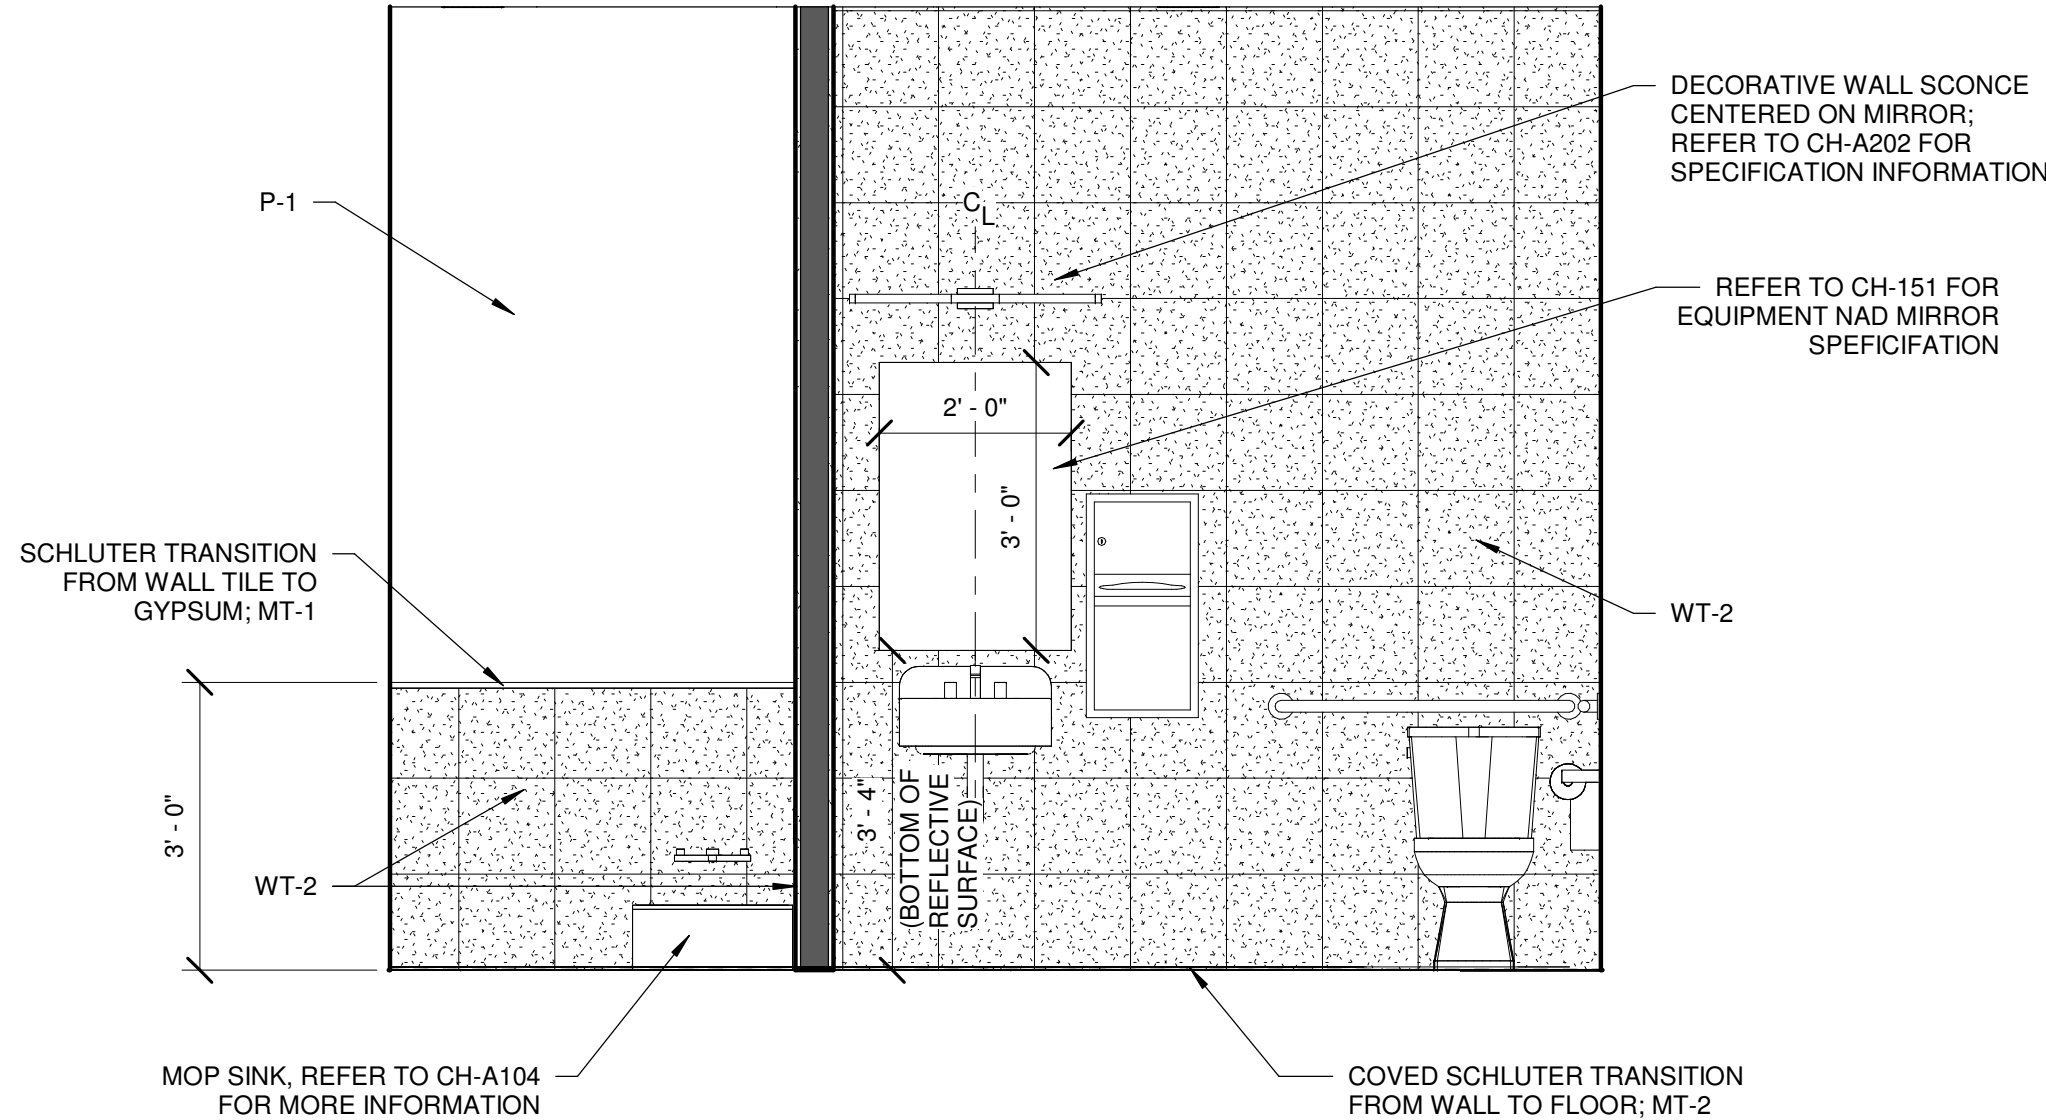 DECORATIVE WALL SCONCE
CENTERED ON MIRROR;
REFER TO CH-A202 FOR
SPECIFICATION INFORMATION
P-1
CL
REFER TO CH-151 FOR
EQUIPMENT NAD MIRROR
SPEFICIFATION
2' - 0"
3' - 0"
SCHLUTER TRANSITION
FROM WALL TILE TO
GYPSUM; MT-1
WT-2
3' - 0"
3' - 4"
(BOTTOM OF
REFLECTIVE
SURFACE)
WT-2
MOP SINK, REFER TO CH-A104
FOR MORE INFORMATION
COVED SCHLUTER TRANSITION
FROM WALL TO FLOOR; MT-2